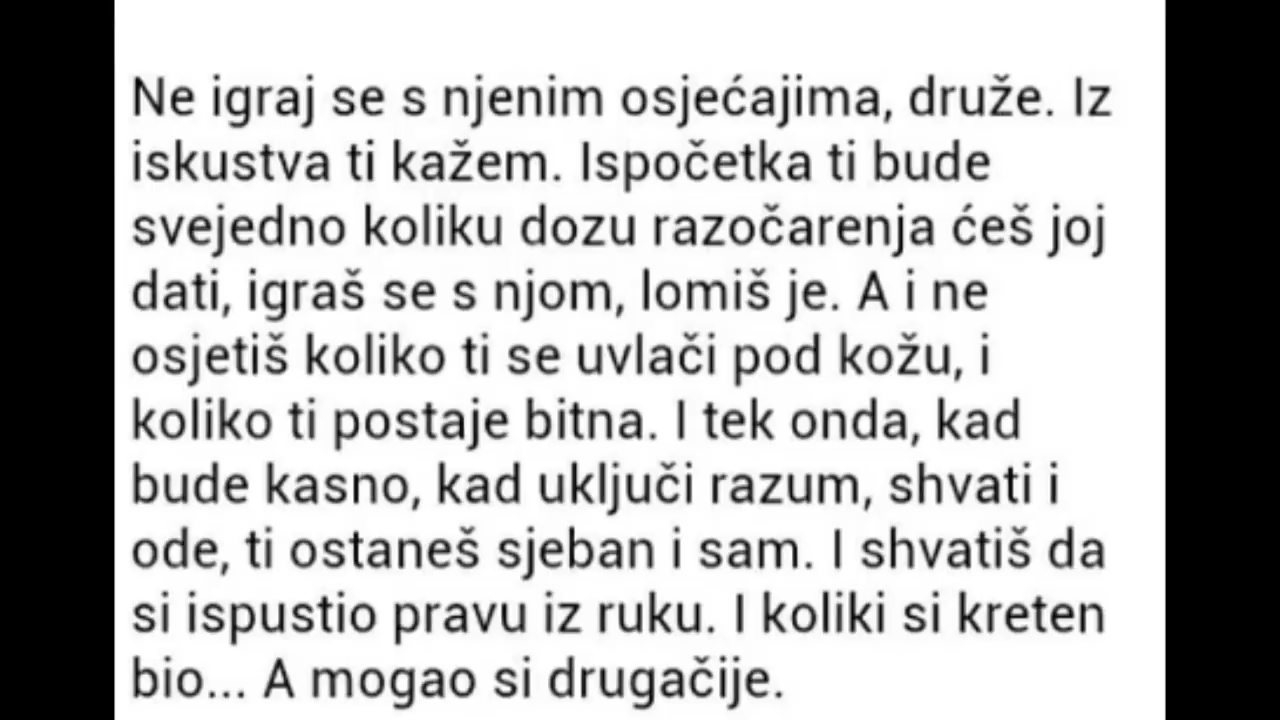 Ne igraj se s njenim osjećajima, druže. Iz
iskustva ti kažem. Ispočetka ti bude
svejedno koliku dozu razočarenja ćeš joj
dati, igraš se s njom, lomiš je. A i ne
osjetiš koliko ti se uvlači pod kožu, i
koliko ti postaje bitna. I tek onda, kad
bude kasno, kad uključi razum, shvati i
ode, ti ostaneš sjeban i sam. I shvatiš da
si ispustio pravu iz ruku. I koliki si kreten
bio... A mogao si drugačije.